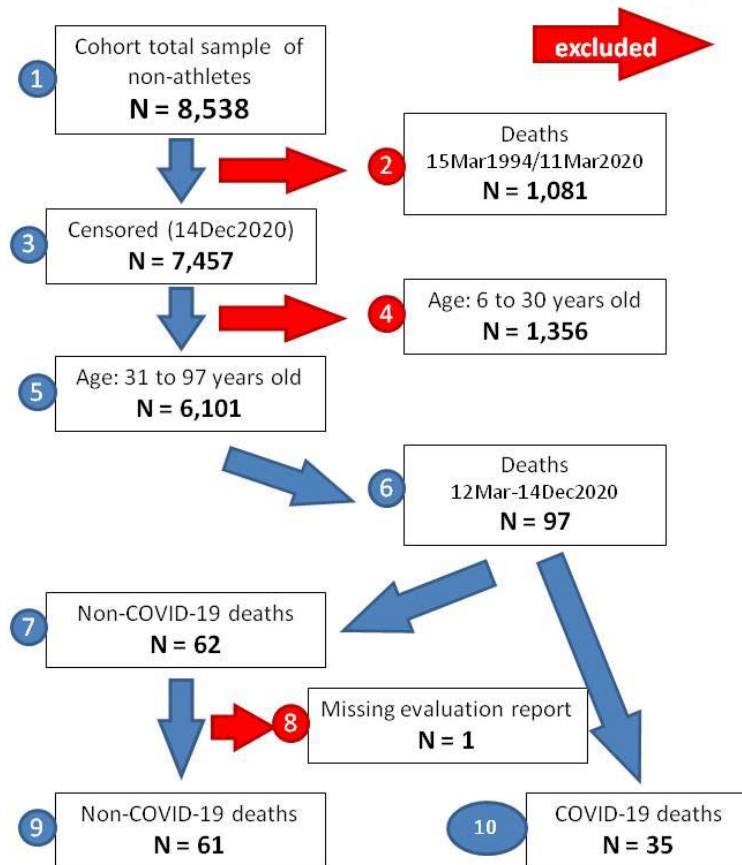 1
Cohort total sample of
non-athletes
N = 8,538
excluded
2
Deaths
15Mar1994/11Mar2020
N = 1,081
3
Censored (14Dec2020)
N = 7,457
4
Age: 6 to 30 years old
N = 1,356
5
Age: 31 to 97 years old
N = 6,101
6
Deaths
12Mar-14Dec2020
N = 97
7
Non-COVID-19 deaths
N = 62
8
Missing evaluation report
N = 1
9
Non-COVID-19 deaths
N = 61
10
COVID-19 deaths
N = 35